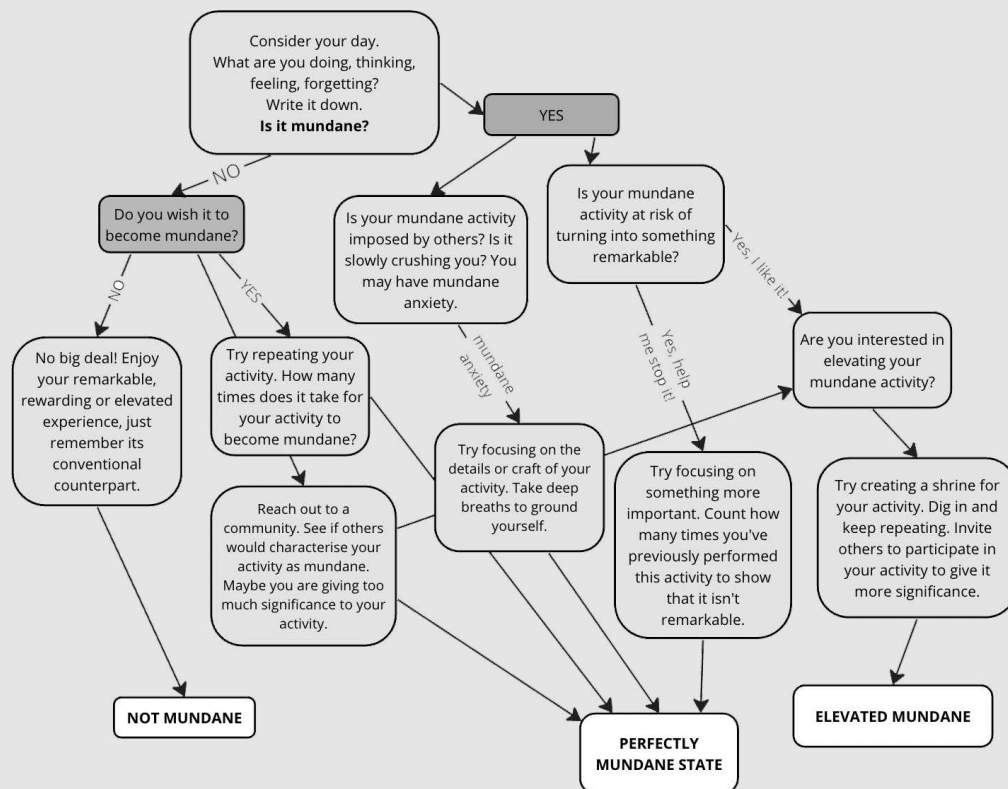 Consider your day.
What are you doing, thinking,
feeling, forgetting?
Write it down.
Is it mundane?
YES
NO
Do you wish it to
become mundane?
Is your mundane activity
imposed by others? Is it
slowly crushing you? You
may have mundane
anxiety.
Is your mundane
activity at risk of
turning into something
remarkable?
Yes, I like it!
NO
YES
mundane
anxiety
Yes, help
me stop it!
Are you interested in
elevating your
mundane activity?
No big deal! Enjoy
your remarkable,
rewarding or elevated
experience, just
remember its
conventional
counterpart.
Try repeating your
activity. How many
times does it take for
your activity to
become mundane?
Try focusing on the
details or craft of your
activity. Take deep
breaths to ground
yourself.
Try focusing on
something more
important. Count how
many times you've
previously performed
this activity to show
that it isn't
remarkable.
Try creating a shrine for
your activity. Dig in and
keep repeating. Invite
others to participate in
your activity to give it
more significance.
Reach out to a
community. See if others
would characterise your
activity as mundane.
Maybe you are giving too
much significance to your
activity.
NOT MUNDANE
PERFECTLY
MUNDANE STATE
ELEVATED MUNDANE